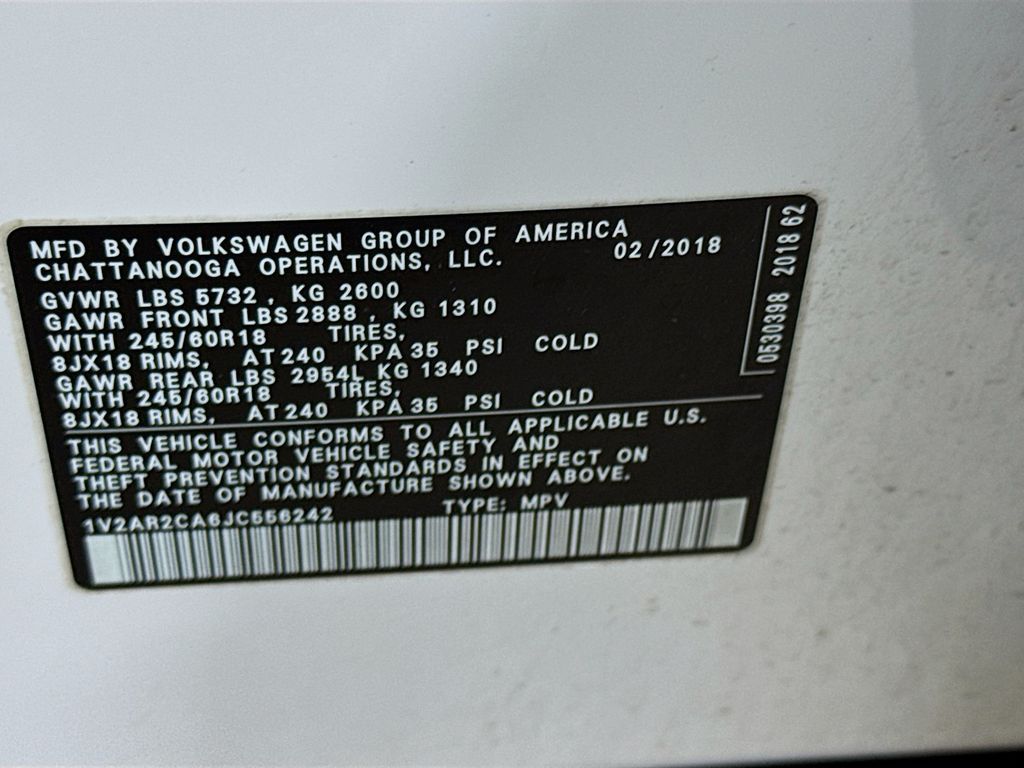 MFD BY VOLKSWAGEN GROUP OF AMERICA
CHATTANOOGA OPERATIONS, LLC. 02/2018
GVWR LBS 5732 , KG 2600
GAWR FRONT LBS 2888 , KG 1310
WITH 245/60R18 TIRES,
8JX18 RIMS, AT 240 KPA 35 PSI COLD
GAWR REAR LBS 2954L KG 1340
WITH 245/60R18 TIRES,
8JX18 RIMS, AT 240 KPA 35 PSI COLD
THIS VEHICLE CONFORMS TO ALL APPLICABLE U.S.
FEDERAL MOTOR VEHICLE SAFETY AND
THEFT PREVENTION STANDARDS IN EFFECT ON
THE DATE OF MANUFACTURE SHOWN ABOVE.
1V2AR2CA6JC556242 TYPE: MPV
0530398 2018 62